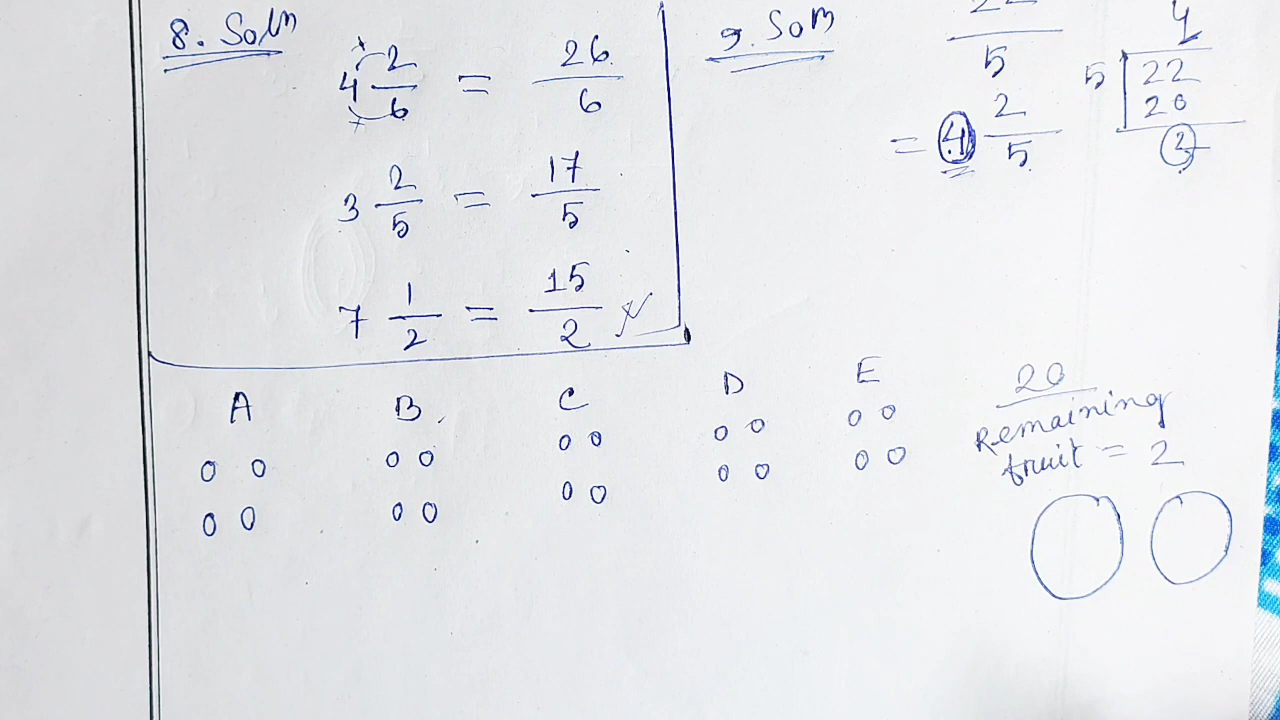 8. Soln
4 2/6 = 26/6
3 2/5 = 17/5
7 1/2 = 15/2
9. Soln
22/5
= 4 2/5
4
5 22
20
2
A B C D E
20
Remaining
fruit = 2